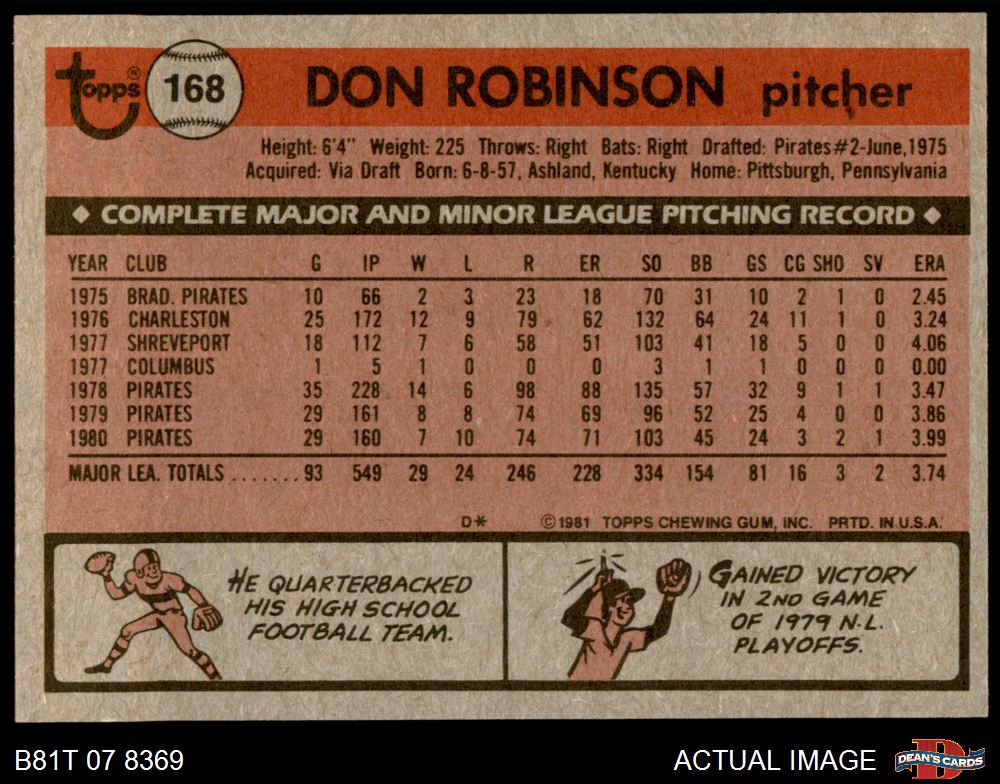 topps® 168 DON ROBINSON pitcher
Height: 6'4" Weight: 225 Throws: Right Bats: Right Drafted: Pirates #2-June, 1975
Acquired: Via Draft Born: 6-8-57, Ashland, Kentucky Home: Pittsburgh, Pennsylvania
◆ COMPLETE MAJOR AND MINOR LEAGUE PITCHING RECORD ◆
YEAR CLUB G IP W L R ER SO BB GS CG SHO SV ERA
1975 BRAD. PIRATES 10 66 2 3 23 18 70 31 10 2 1 0 2.45
1976 CHARLESTON 25 172 12 9 79 62 132 64 24 11 1 0 3.24
1977 SHREVEPORT 18 112 7 6 58 51 103 41 18 5 0 0 4.06
1977 COLUMBUS 1 5 1 0 0 0 3 1 1 0 0 0 0.00
1978 PIRATES 35 228 14 6 98 88 135 57 32 9 1 1 3.47
1979 PIRATES 29 161 8 8 74 69 96 52 25 4 0 0 3.86
1980 PIRATES 29 160 7 10 74 71 103 45 24 3 2 1 3.99
MAJOR LEA. TOTALS ....... 93 549 29 24 246 228 334 154 81 16 3 2 3.74
D* ©1981 TOPPS CHEWING GUM, INC. PRTD. IN U.S.A.
HE QUARTERBACKED
HIS HIGH SCHOOL
FOOTBALL TEAM.
GAINED VICTORY
IN 2ND GAME
OF 1979 N.L.
PLAYOFFS.
B81T 07 8369 ACTUAL IMAGE DEAN'S CARDS